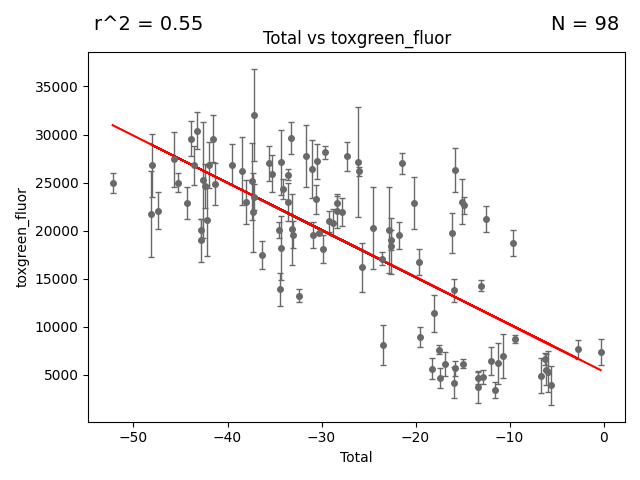 r^2 = 0.55
N = 98
Total vs toxgreen_fluor
35000
30000
25000
20000
15000
10000
5000
toxgreen_fluor
−50
−40
−30
−20
−10
0
Total